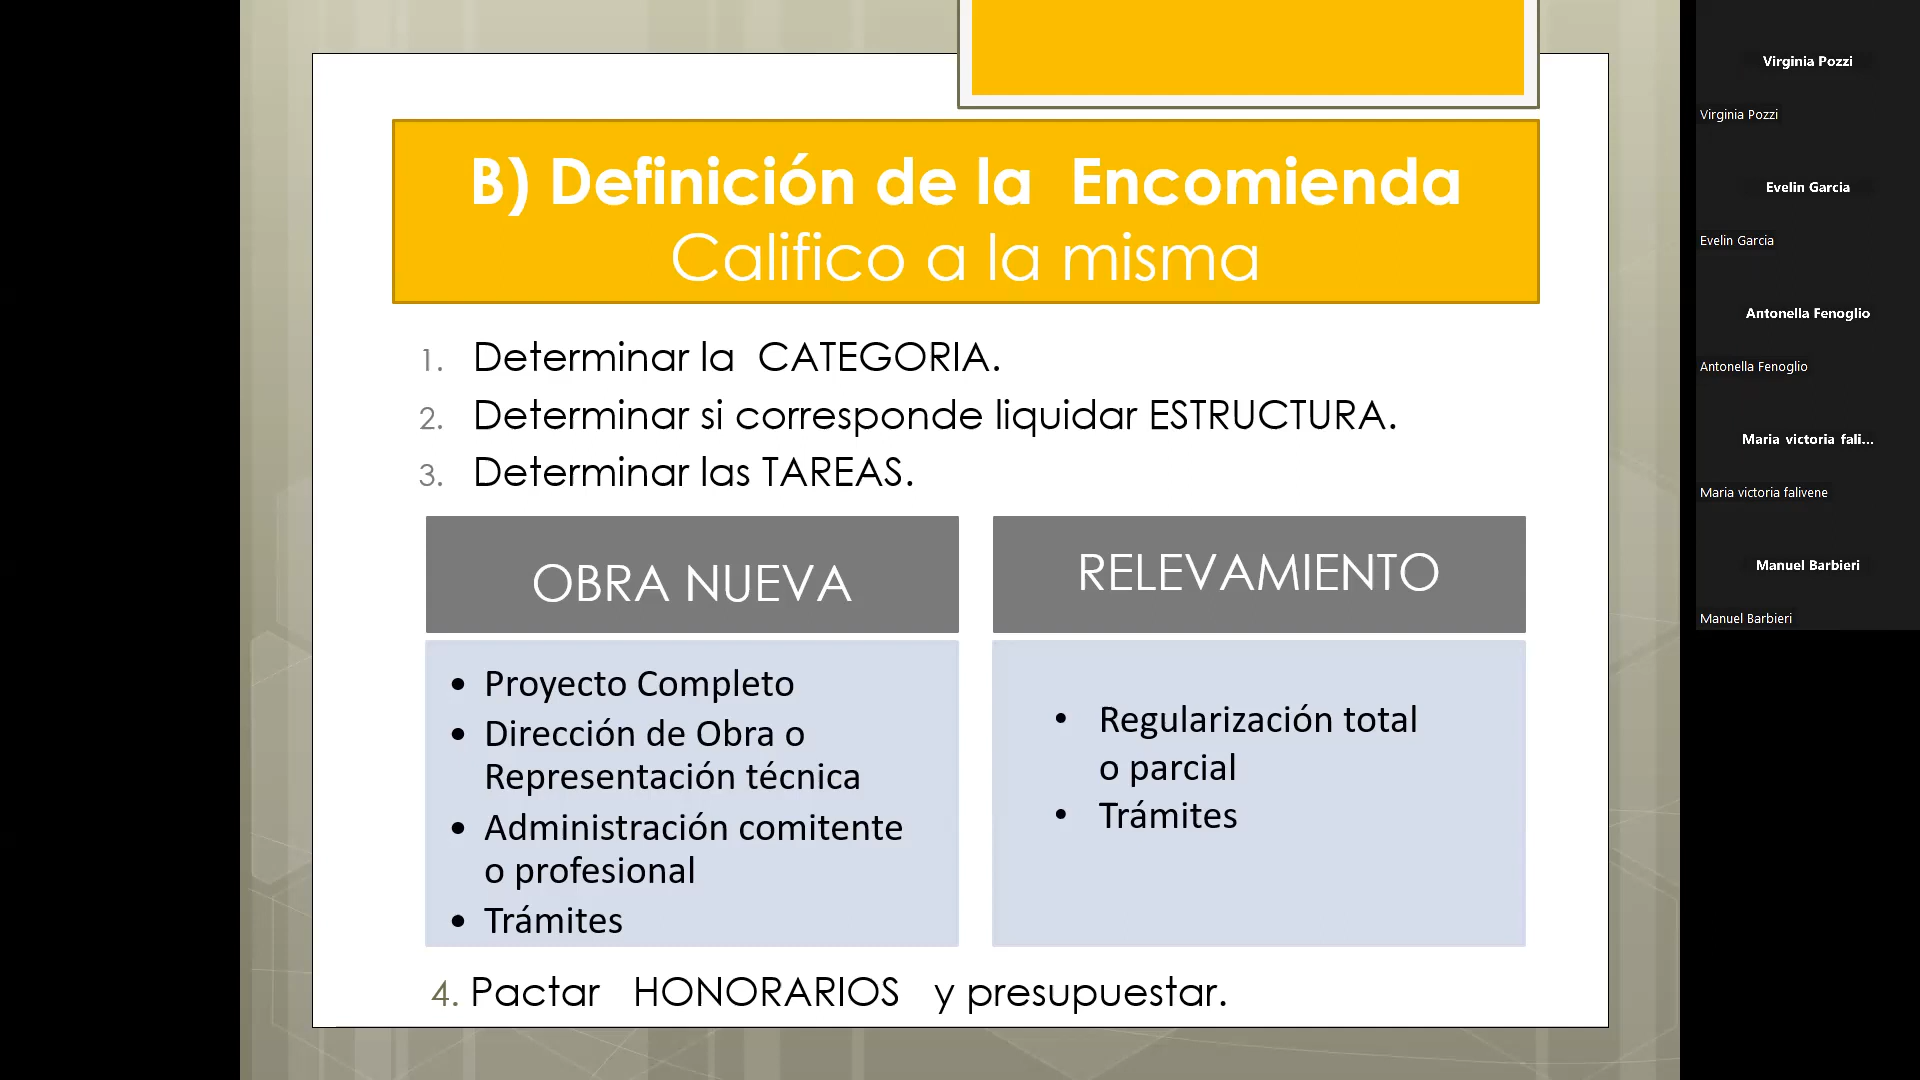 B) Definición de la Encomienda
Califico a la misma
1. Determinar la CATEGORIA.
2. Determinar si corresponde liquidar ESTRUCTURA.
3. Determinar las TAREAS.
OBRA NUEVA
• Proyecto Completo
• Dirección de Obra o
Representación técnica
• Administración comitente
o profesional
• Trámites
RELEVAMIENTO
• Regularización total
o parcial
• Trámites
4. Pactar HONORARIOS y presupuestar.
Virginia Pozzi
Virginia Pozzi
Evelin Garcia
Evelin Garcia
Antonella Fenoglio
Antonella Fenoglio
Maria victoria fali...
Maria victoria falivene
Manuel Barbieri
Manuel Barbieri